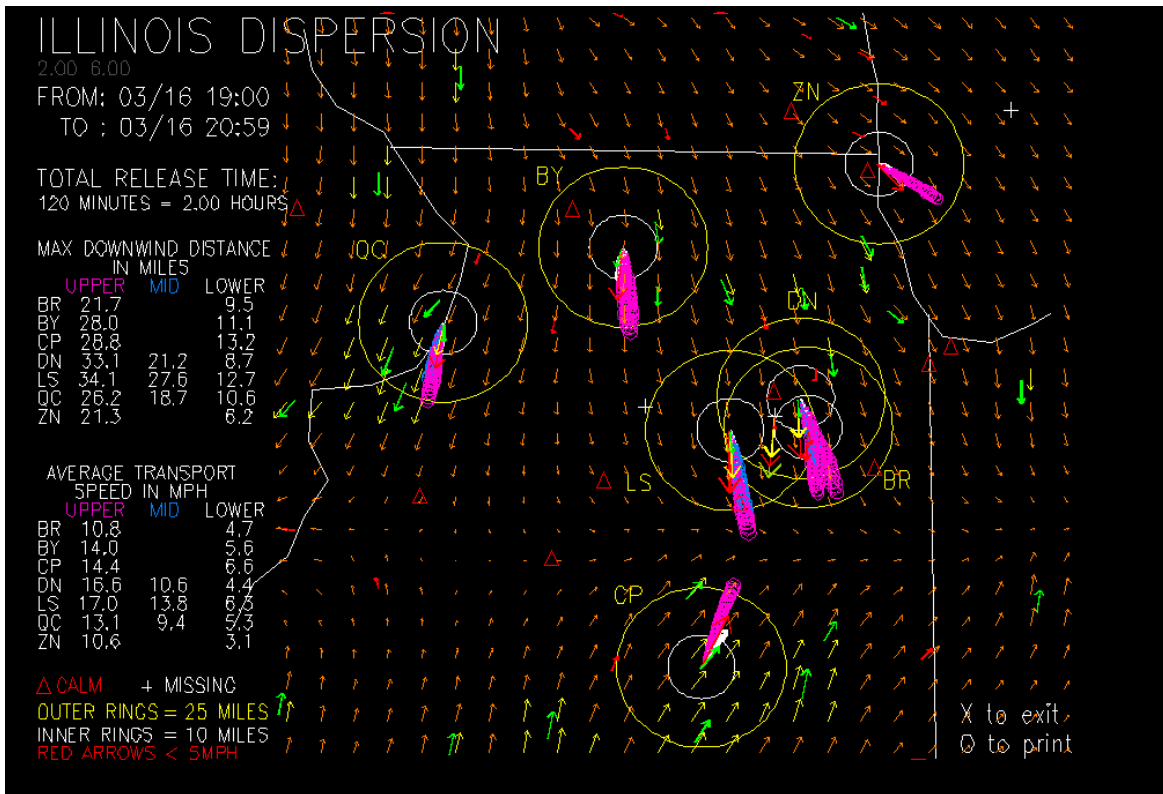 ILLINOIS DISPERSION
2.00 6.00
FROM: 03/16 19:00
TO : 03/16 20:59
TOTAL RELEASE TIME:
120 MINUTES = 2.00 HOURS
MAX DOWNWIND DISTANCE
IN MILES
UPPER MID LOWER
BR 21.7 9.5
BY 28.0 11.1
CP 28.8 13.2
DN 33.1 21.2 8.7
LS 34.1 27.6 12.7
QC 26.2 18.7 10.6
ZN 21.3 6.2
AVERAGE TRANSPORT
SPEED IN MPH
UPPER MID LOWER
BR 10.8 4.7
BY 14.0 5.6
CP 14.4 6.6
DN 16.6 10.6 4.4
LS 17.0 13.8 6.3
QC 13.1 9.4 5.3
ZN 10.6 3.1
CALM + MISSING
OUTER RINGS = 25 MILES
INNER RINGS = 10 MILES
RED ARROWS < 5MPH
ZN
BY
QC
DN
LS
BR
CP
X to exit
O to print